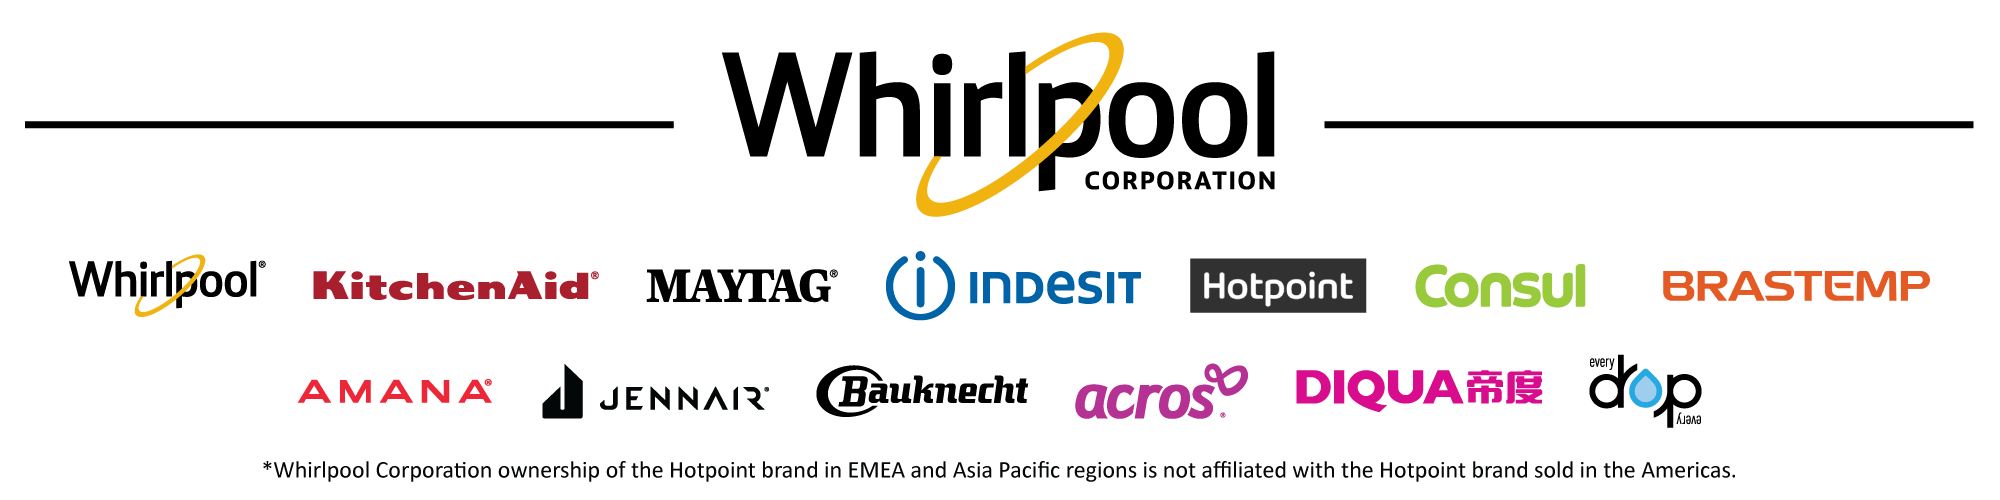 Whirlpool
CORPORATION
Whirlpool® KitchenAid® MAYTAG® INDESIT Hotpoint Consul BRASTEMP
AMANA® JENNAIR® Bauknecht acros® DIQUA帝度 every drop every
*Whirlpool Corporation ownership of the Hotpoint brand in EMEA and Asia Pacific regions is not affiliated with the Hotpoint brand sold in the Americas.